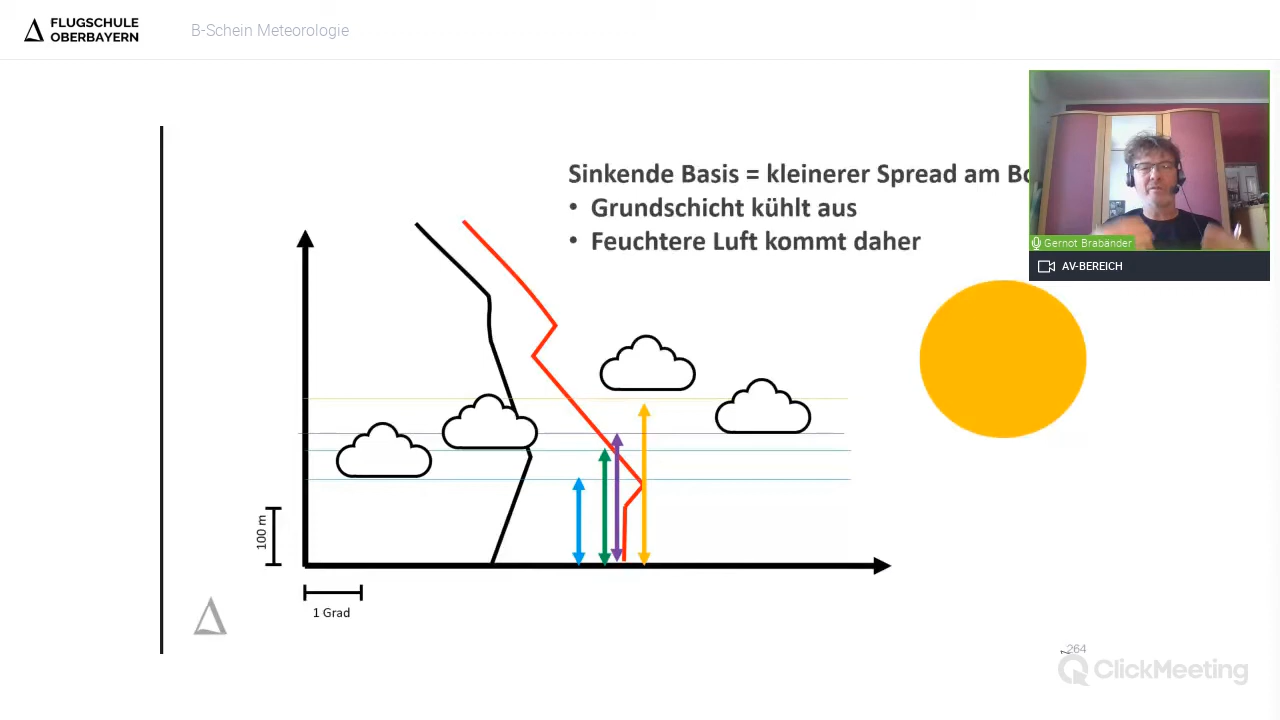 FLUGSCHULE
OBERBAYERN
B-Schein Meteorologie
Sinkende Basis = kleinerer Spread am
• Grundschicht kühlt aus
• Feuchtere Luft kommt daher
Gernot Brabänder
AV-BEREICH
100 m
1 Grad
264
ClickMeeting